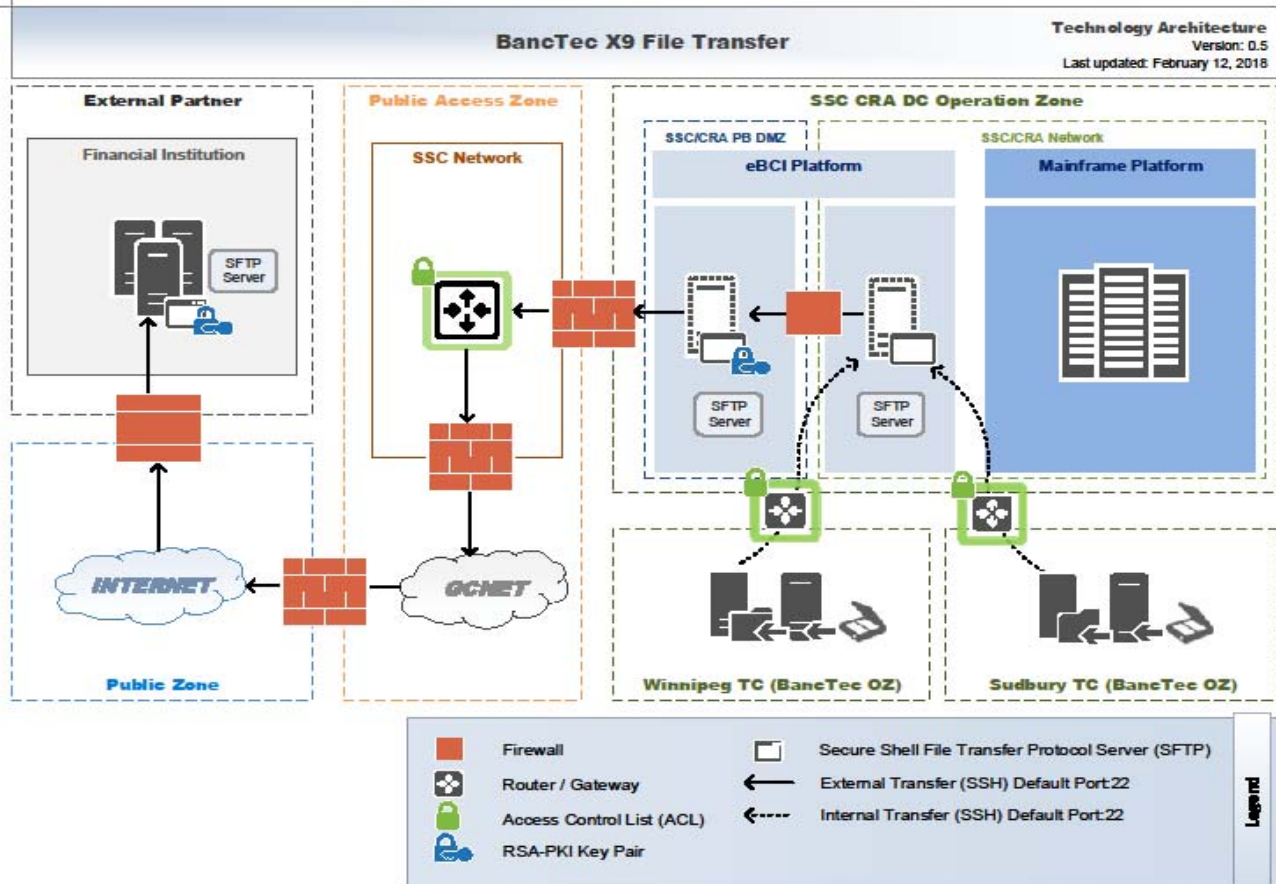 BancTec X9 File Transfer
Technology Architecture
Version: 0.5
Last updated: February 12, 2018
External Partner
Financial Institution
SFTP
Server
Public Access Zone
SSC Network
SSC CRA DC Operation Zone
SSC/CRA PB DMZ
SSC/CRA Network
eBCI Platform
Mainframe Platform
SFTP
Server
SFTP
Server
INTERNET
GCNET
Public Zone
Winnipeg TC (BancTec OZ)
Sudbury TC (BancTec OZ)
Firewall
Router / Gateway
Access Control List (ACL)
RSA-PKI Key Pair
Secure Shell File Transfer Protocol Server (SFTP)
External Transfer (SSH) Default Port:22
Internal Transfer (SSH) Default Port:22
Legend